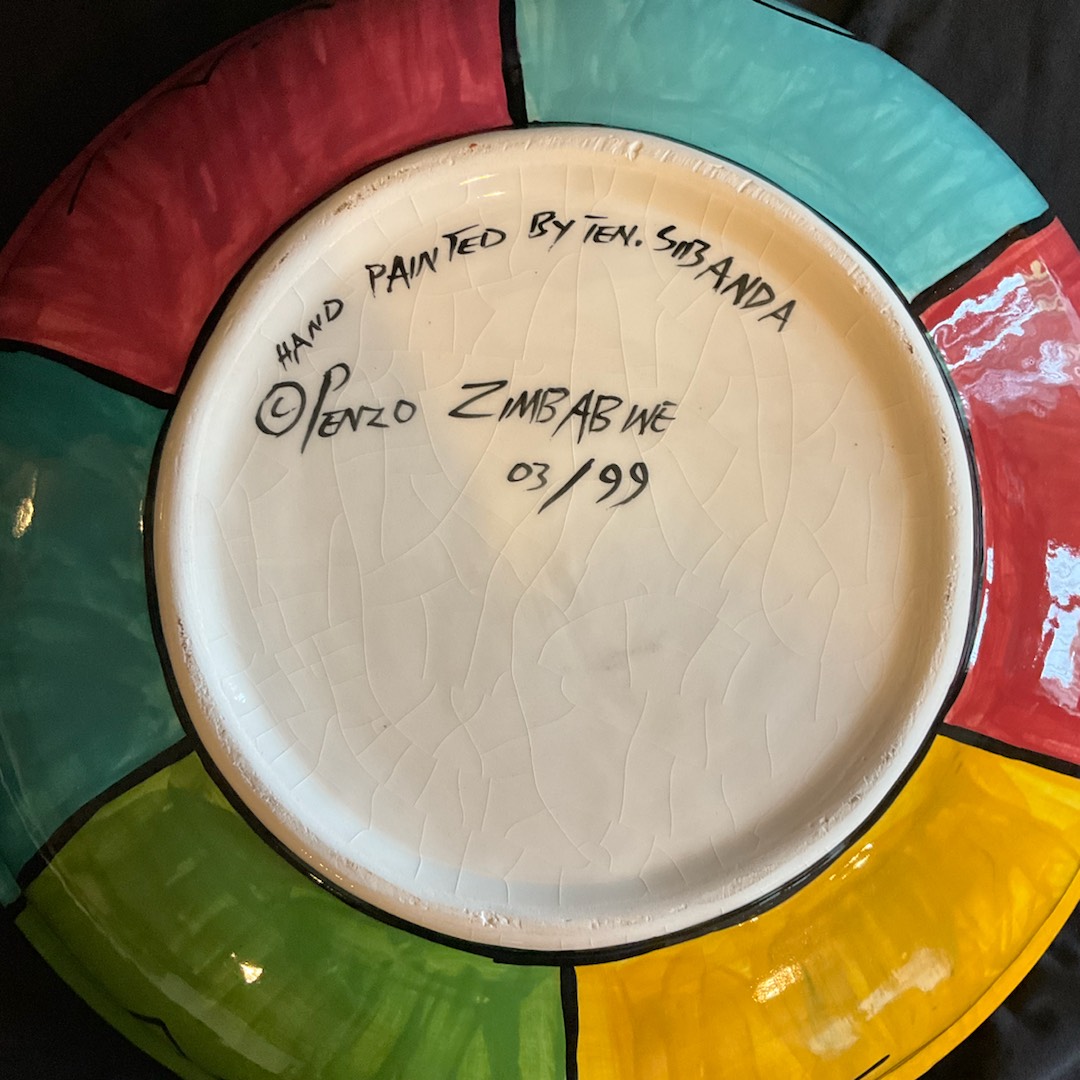 HAND PAINTED BY TEN. SIBANDA
© PENZO ZIMBABWE
03/99